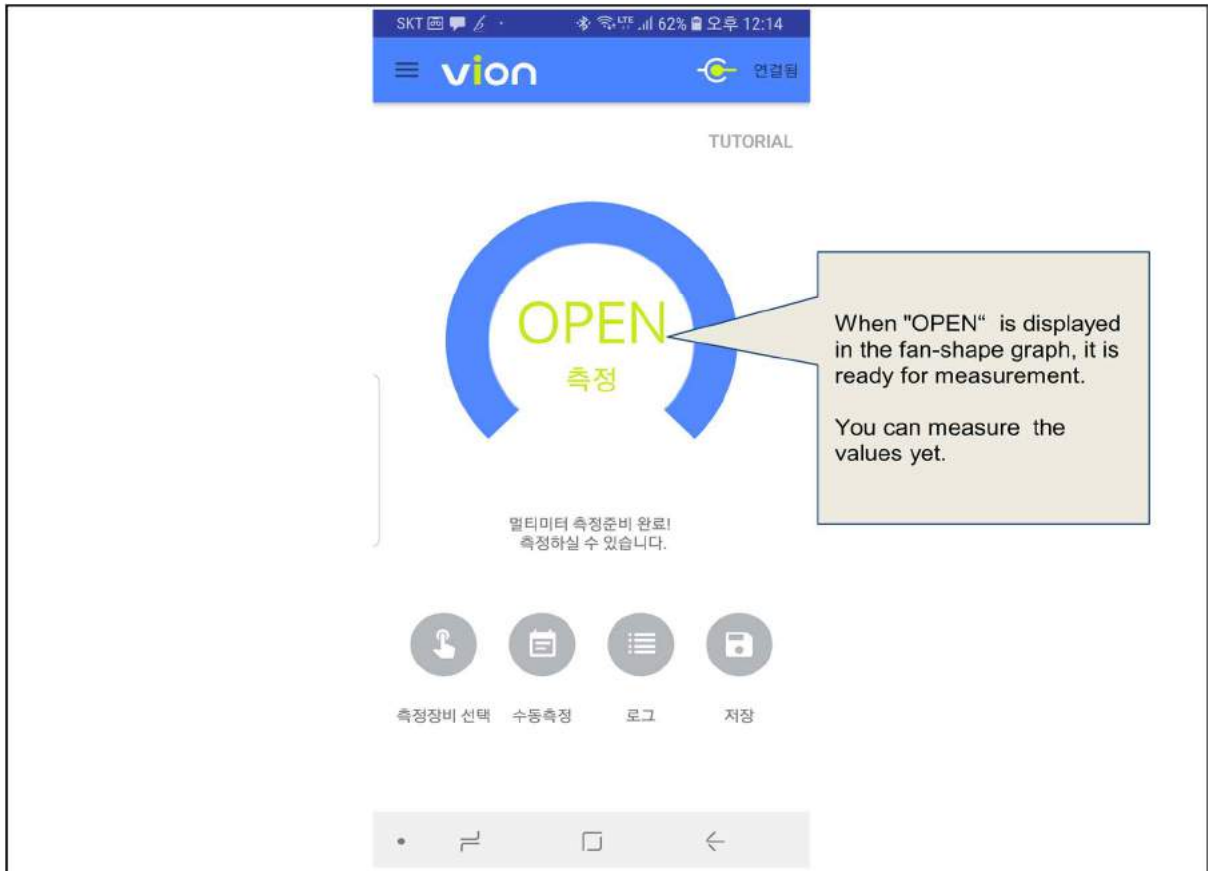 SKT LTE 62% 오후 12:14
vion 연결됨
TUTORIAL
OPEN
측정
When "OPEN“ is displayed
in the fan-shape graph, it is
ready for measurement.
You can measure the
values yet.
멀티미터 측정준비 완료!
측정하실 수 있습니다.
측정장비 선택 수동측정 로그 저장